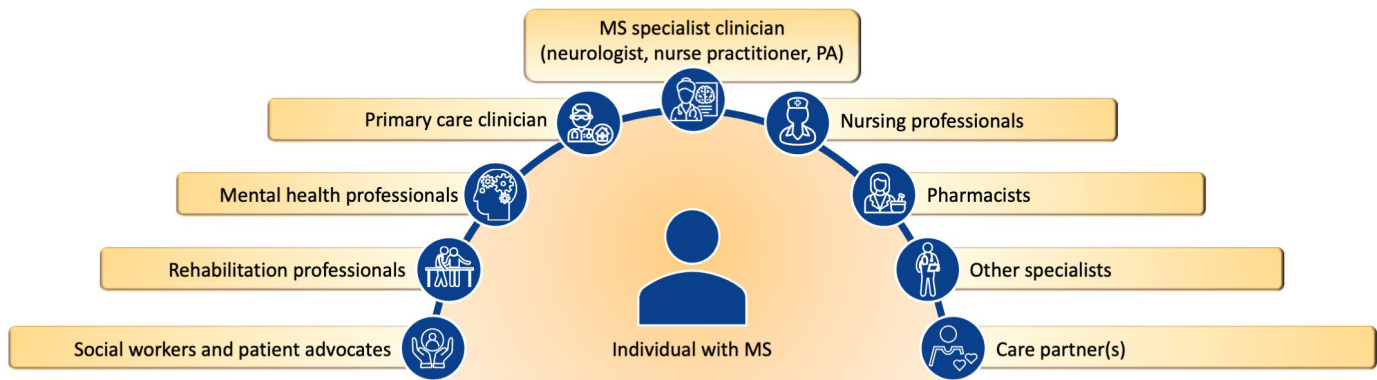 MS specialist clinician
(neurologist, nurse practitioner, PA)
Primary care clinician
Nursing professionals
Mental health professionals
Pharmacists
Rehabilitation professionals
Other specialists
Social workers and patient advocates
Individual with MS
Care partner(s)